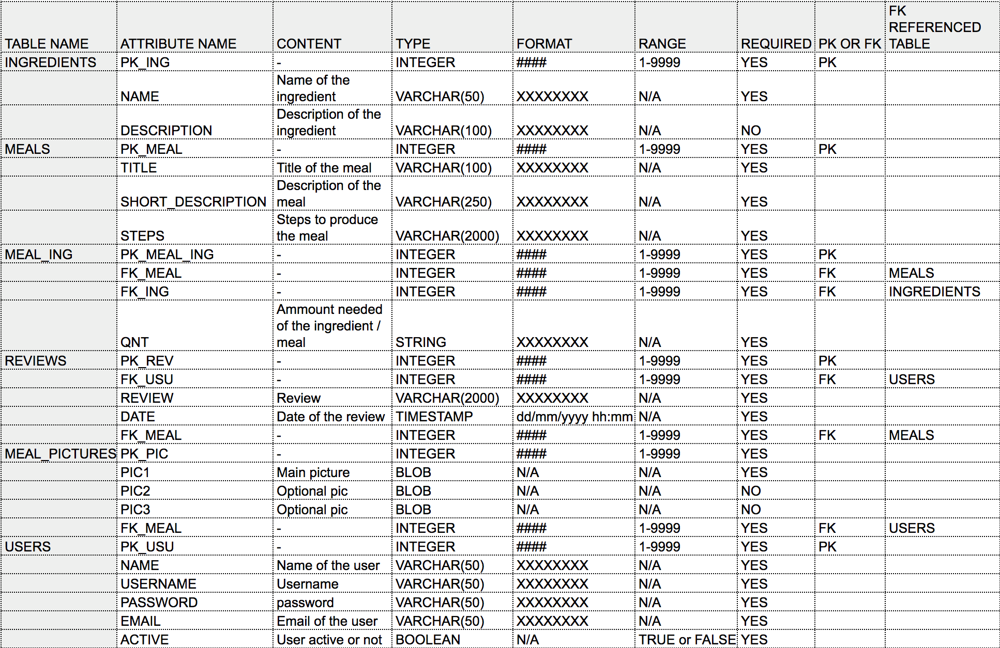 TABLE NAME ATTRIBUTE NAME CONTENT TYPE FORMAT RANGE REQUIRED PK OR FK FK REFERENCED TABLE
INGREDIENTS PK_ING - INTEGER #### 1-9999 YES PK
NAME Name of the ingredient VARCHAR(50) XXXXXXXX N/A YES
DESCRIPTION Description of the ingredient VARCHAR(100) XXXXXXXX N/A NO
MEALS PK_MEAL - INTEGER #### 1-9999 YES PK
TITLE Title of the meal VARCHAR(100) XXXXXXXX N/A YES
SHORT_DESCRIPTION Description of the meal VARCHAR(250) XXXXXXXX N/A YES
STEPS Steps to produce the meal VARCHAR(2000) XXXXXXXX N/A YES
MEAL_ING PK_MEAL_ING - INTEGER #### 1-9999 YES PK
FK_MEAL - INTEGER #### 1-9999 YES FK MEALS
FK_ING - INTEGER #### 1-9999 YES FK INGREDIENTS
QNT Ammount needed of the ingredient / meal STRING XXXXXXXX N/A YES
REVIEWS PK_REV - INTEGER #### 1-9999 YES PK
FK_USU - INTEGER #### 1-9999 YES FK USERS
REVIEW Review VARCHAR(2000) XXXXXXXX N/A YES
DATE Date of the review TIMESTAMP dd/mm/yyyy hh:mm N/A YES
FK_MEAL - INTEGER #### 1-9999 YES FK MEALS
MEAL_PICTURES PK_PIC - INTEGER #### 1-9999 YES
PIC1 Main picture BLOB N/A N/A YES
PIC2 Optional pic BLOB N/A N/A NO
PIC3 Optional pic BLOB N/A N/A NO
FK_MEAL - INTEGER #### 1-9999 YES FK USERS
USERS PK_USU - INTEGER #### 1-9999 YES PK
NAME Name of the user VARCHAR(50) XXXXXXXX N/A YES
USERNAME Username VARCHAR(50) XXXXXXXX N/A YES
PASSWORD password VARCHAR(50) XXXXXXXX N/A YES
EMAIL Email of the user VARCHAR(50) XXXXXXXX N/A YES
ACTIVE User active or not BOOLEAN N/A TRUE or FALSE YES